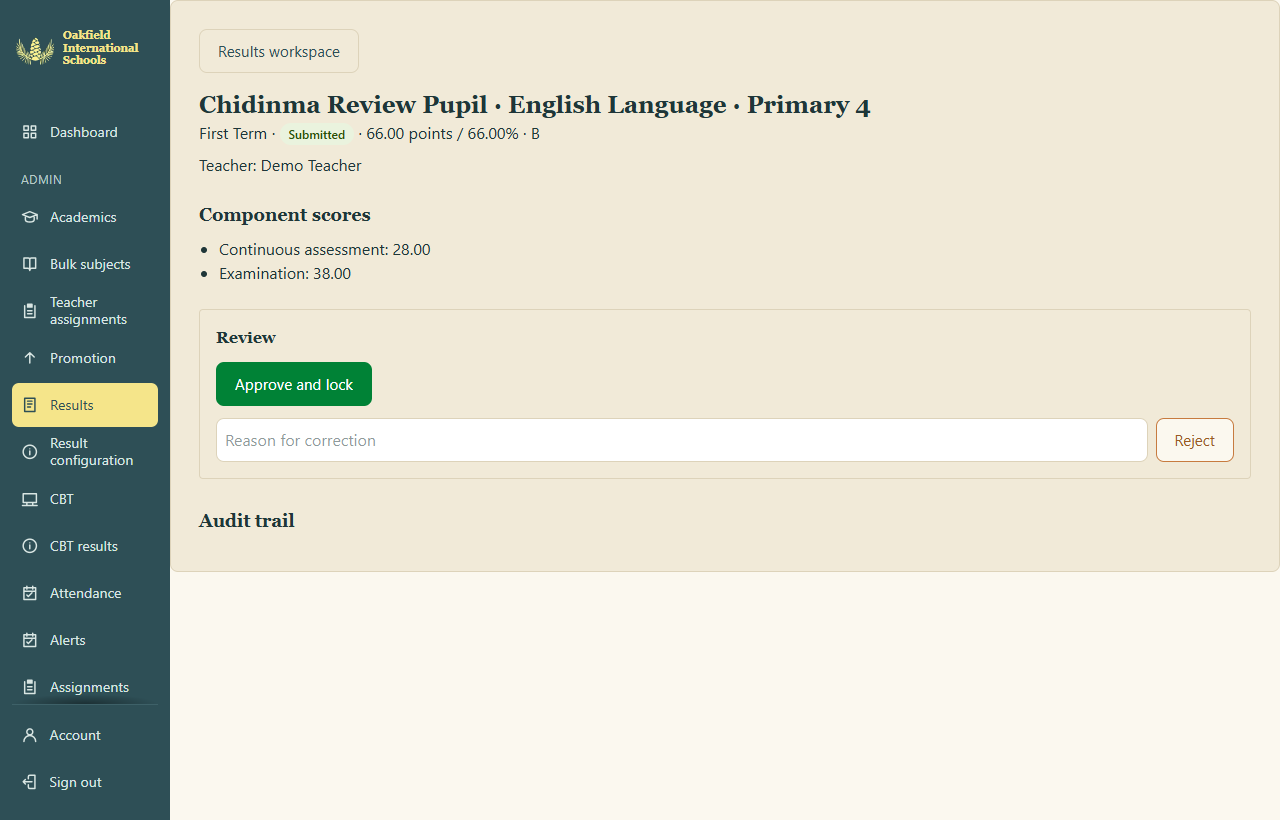 Oakfield
International
Schools
Dashboard
ADMIN
Academics
Bulk subjects
Teacher
assignments
Promotion
Results
Result
configuration
CBT
CBT results
Attendance
Alerts
Assignments
Account
Sign out
Results workspace
Chidinma Review Pupil · English Language · Primary 4
First Term · Submitted · 66.00 points / 66.00% · B
Teacher: Demo Teacher
Component scores
Continuous assessment: 28.00
Examination: 38.00
Review
Approve and lock
Reason for correction
Reject
Audit trail